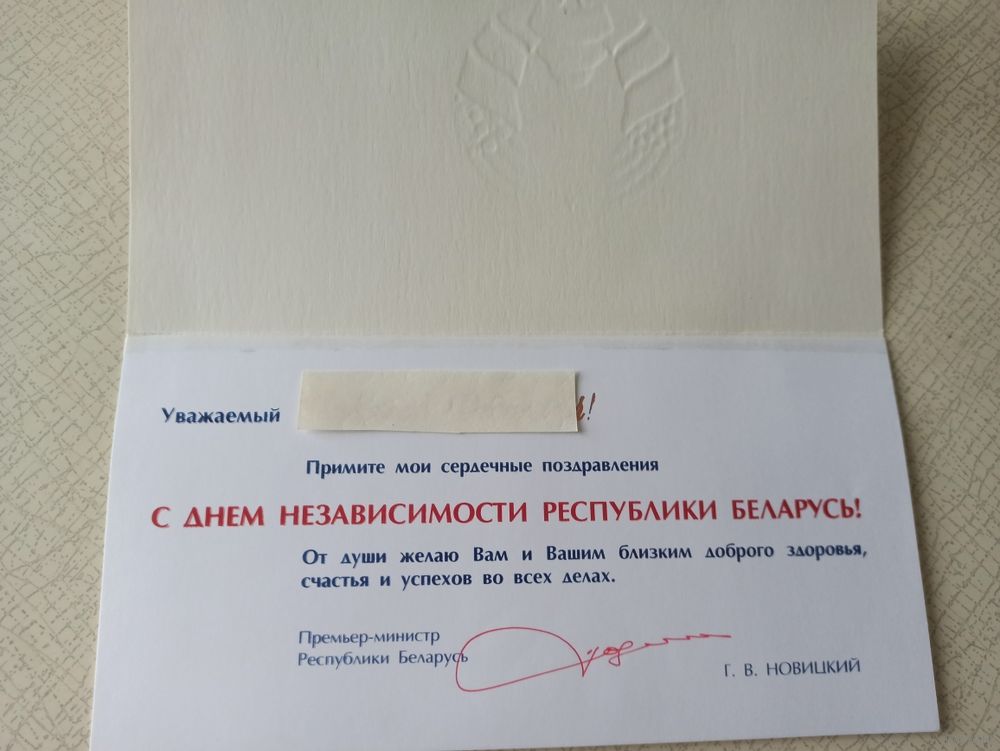 Уважаемый !
Примите мои сердечные поздравления
С ДНЕМ НЕЗАВИСИМОСТИ РЕСПУБЛИКИ БЕЛАРУСЬ!
От души желаю Вам и Вашим близким доброго здоровья,
счастья и успехов во всех делах.
Премьер-министр
Республики Беларусь
Г. В. НОВИЦКИЙ